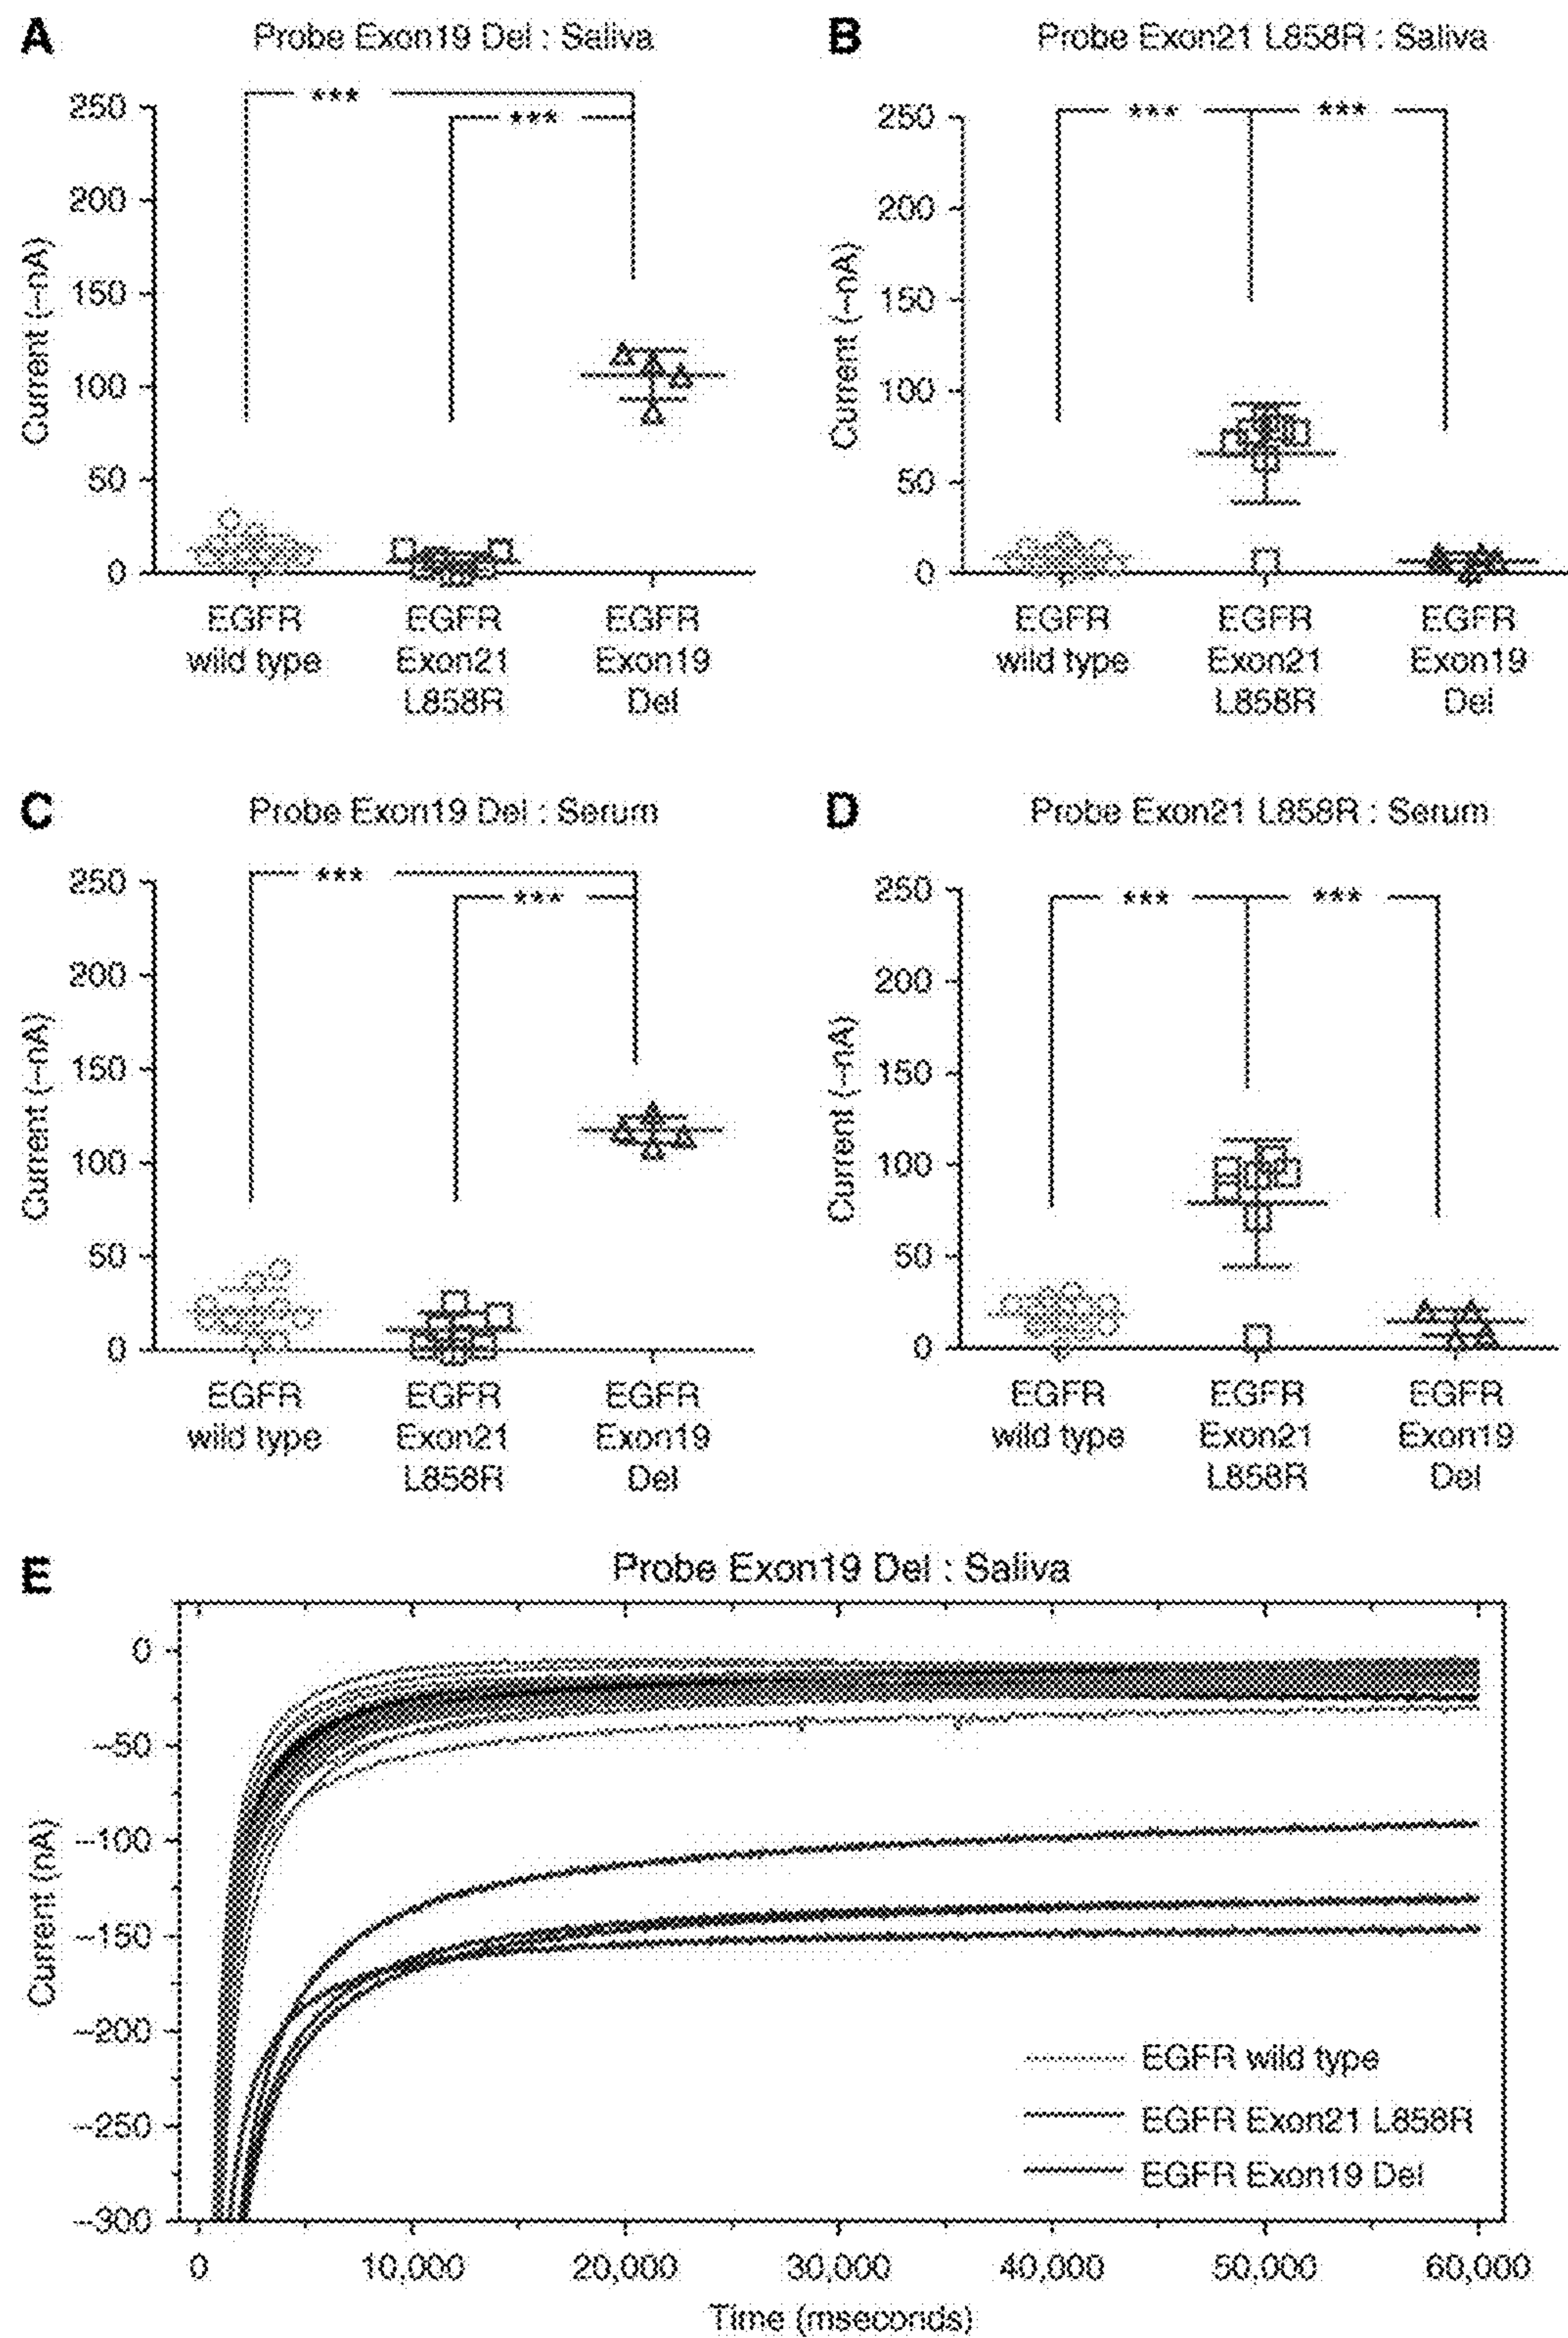 A
Probe Exon19 Del : Saliva
250
200
150
100
50
0
Current (--nA)
***
***
EGFR
wild type
EGFR
Exon21
L858R
EGFR
Exon19
Del
B
Probe Exon21 L858R : Saliva
250
200
150
100
50
0
Current (--nA)
***
***
EGFR
wild type
EGFR
Exon21
L858R
EGFR
Exon19
Del
C
Probe Exon19 Del : Serum
250
200
150
100
50
0
Current (--nA)
***
***
EGFR
wild type
EGFR
Exon21
L858R
EGFR
Exon19
Del
D
Probe Exon21 L858R : Serum
250
200
150
100
50
0
Current (--nA)
***
***
EGFR
wild type
EGFR
Exon21
L858R
EGFR
Exon19
Del
E
Probe Exon19 Del : Saliva
0
--50
--100
--150
--200
--250
--300
Current (nA)
EGFR wild type
EGFR Exon21 L858R
EGFR Exon19 Del
0
10,000
20,000
30,000
40,000
50,000
60,000
Time (mseconds)